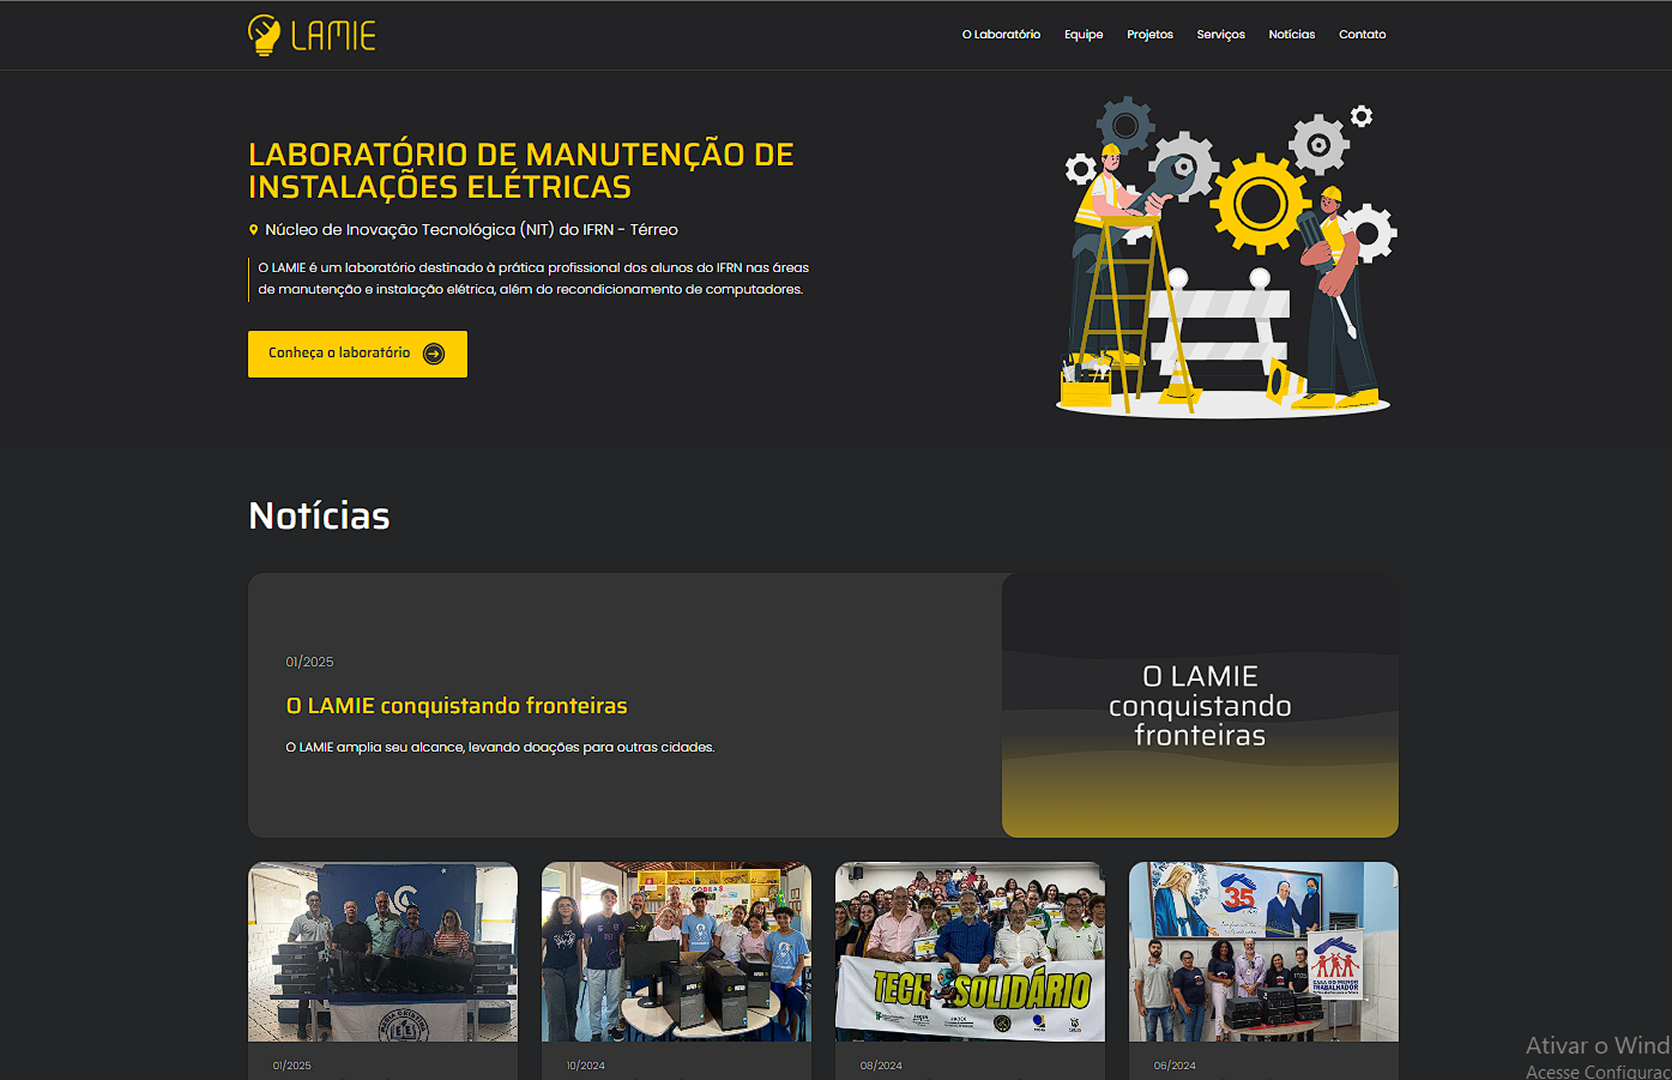 LAMIE
O Laboratório Equipe Projetos Serviços Notícias Contato
LABORATÓRIO DE MANUTENÇÃO DE
INSTALAÇÕES ELÉTRICAS
Núcleo de Inovação Tecnológica (NIT) do IFRN - Térreo
O LAMIE é um laboratório destinado à prática profissional dos alunos do IFRN nas áreas
de manutenção e instalação elétrica, além do recondicionamento de computadores.
Conheça o laboratório
Notícias
01/2025
O LAMIE conquistando fronteiras
O LAMIE amplia seu alcance, levando doações para outras cidades.
O LAMIE
conquistando
fronteiras
TECH SOLIDÁRIO
35
CASA DO MENOR
TRABALHADOR
01/2025
10/2024
08/2024
06/2024
Ativar o Wind
Acesse Configuraç